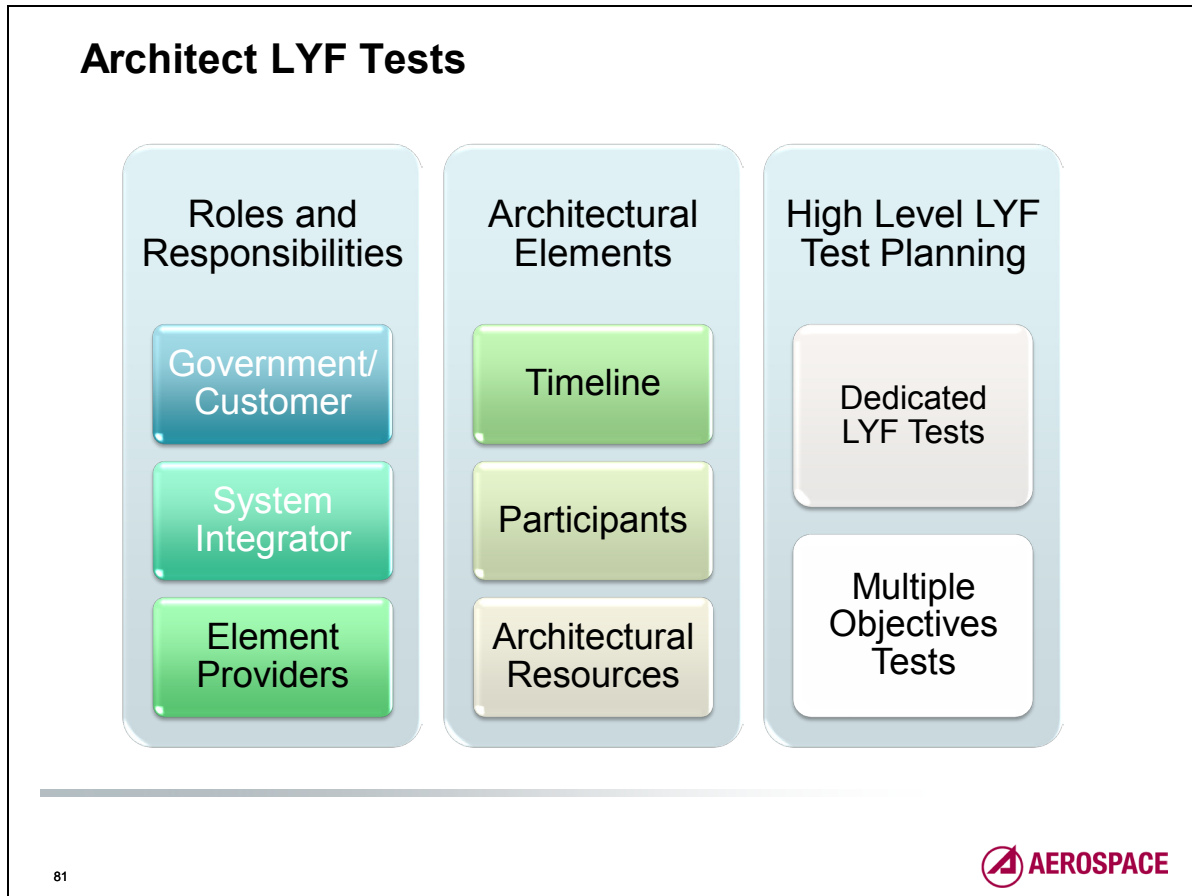 Architect LYF Tests
Roles and
Responsibilities
Government/
Customer
System
Integrator
Element
Providers
Architectural
Elements
Timeline
Participants
Architectural
Resources
High Level LYF
Test Planning
Dedicated
LYF Tests
Multiple
Objectives
Tests
81
AEROSPACE